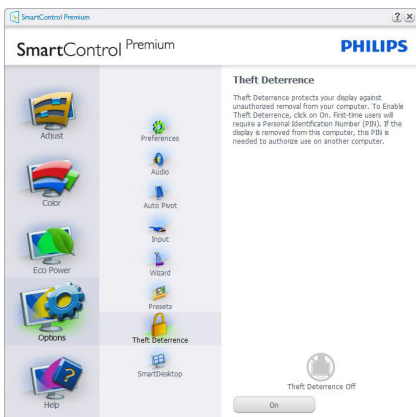 SmartControl Premium
SmartControl Premium
PHILIPS
Adjust
Color
Eco Power
Options
Help
Preferences
Audio
Auto Pivot
Input
Wizard
Presets
Theft Deterrence
SmartDesktop
Theft Deterrence
Theft Deterrence protects your display against
unauthorized removal from your computer. To Enable
Theft Deterrence, click on On. First-time users will
require a Personal Identification Number (PIN). If the
display is removed from this computer, this PIN is
needed to authorize use on another computer.
Theft Deterrence Off
On